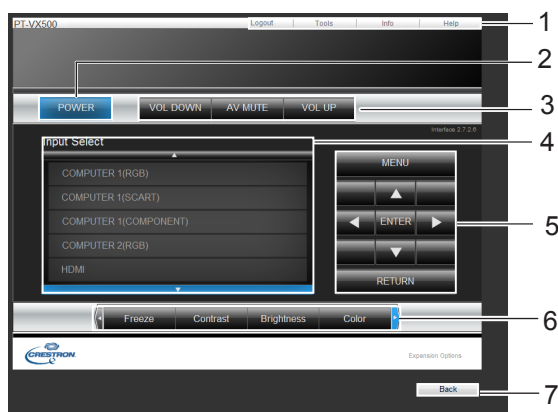 PT-VX500 Logout Tools Info Help 1
2
POWER VOL DOWN AV MUTE VOL UP 3
Interface 2.7.2.6
Input Select 4
COMPUTER 1(RGB)
COMPUTER 1(SCART)
COMPUTER 1(COMPONENT)
COMPUTER 2(RGB)
HDMI
MENU
ENTER 5
RETURN
Freeze Contrast Brightness Color 6
CRESTRON Expansion Options
Back 7